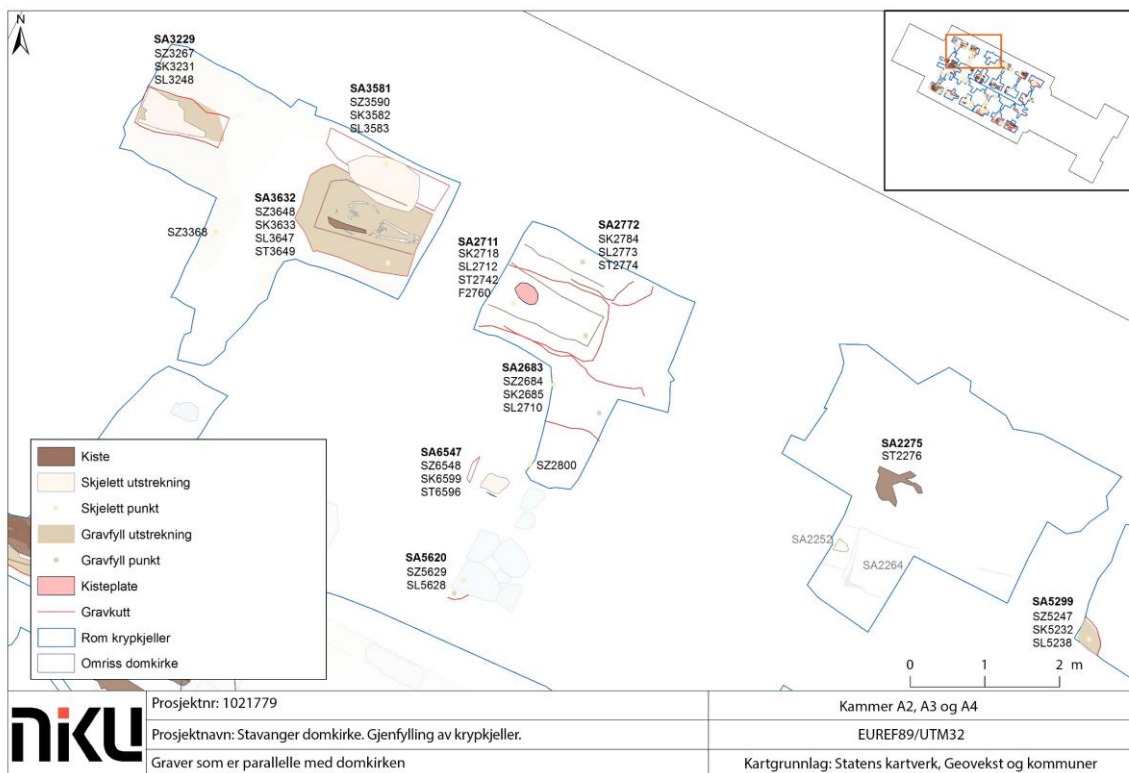 N
SA3229
SZ3267
SK3231
SL3248
SA3581
SZ3590
SK3582
SL3583
SA3632
SZ3648
SK3633
SL3647
ST3649
SZ3368
SA2711
SK2718
SL2712
ST2742
F2760
SA2772
SK2784
SL2773
ST2774
SA2683
SZ2684
SK2685
SL2710
SA6547
SZ6548
SK6599
ST6596
SZ2800
SA5620
SZ5629
SL5628
SA2275
ST2276
SA2252
SA2264
SA5299
SZ5247
SK5232
SL5238
Kiste
Skjelett utstrekning
Skjelett punkt
Gravfyll utstrekning
Gravfyll punkt
Kisteplate
Gravkutt
Rom krypkjeller
Omriss domkirke
0 1 2 m
NIKU
Prosjektnr: 1021779
Kammer A2, A3 og A4
Prosjektnavn: Stavanger domkirke. Gjenfylling av krypkjeller.
EUREF89/UTM32
Graver som er parallelle med domkirken
Kartgrunnlag: Statens kartverk, Geovekst og kommuner